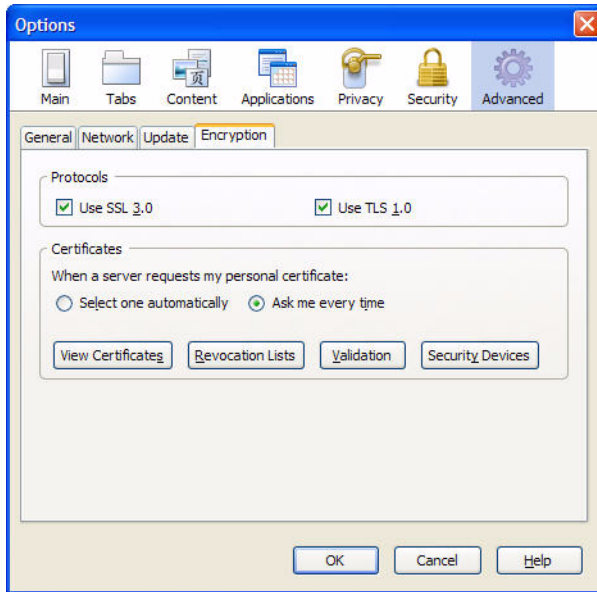 Options
Main Tabs Content Applications Privacy Security Advanced
页
General Network Update Encryption
Protocols
Use SSL 3.0 Use TLS 1.0
Certificates
When a server requests my personal certificate:
Select one automatically Ask me every time
View Certificates Revocation Lists Validation Security Devices
OK Cancel Help